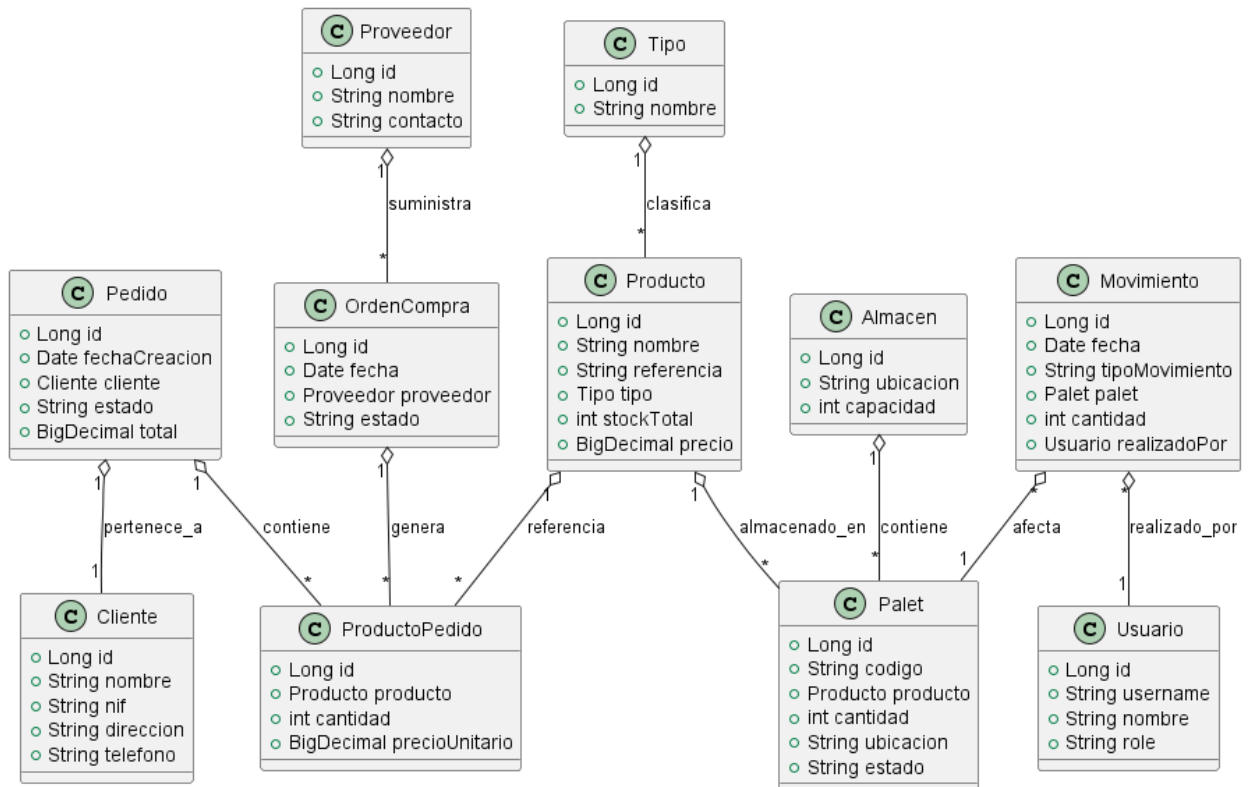 C Proveedor
Long id
String nombre
String contacto
C Tipo
Long id
String nombre
1
suministra
*
1
clasifica
*
C Pedido
Long id
Date fechaCreacion
Cliente cliente
String estado
BigDecimal total
C OrdenCompra
Long id
Date fecha
Proveedor proveedor
String estado
C Producto
Long id
String nombre
String referencia
Tipo tipo
int stockTotal
BigDecimal precio
C Almacen
Long id
String ubicacion
int capacidad
C Movimiento
Long id
Date fecha
String tipoMovimiento
Palet palet
int cantidad
Usuario realizadoPor
1
pertenece_a
1
1
contiene
*
1
genera
*
1
referencia
*
1
almacenado_en
*
1
contiene
*
*
afecta
1
*
realizado_por
1
C Cliente
Long id
String nombre
String nif
String direccion
String telefono
C ProductoPedido
Long id
Producto producto
int cantidad
BigDecimal precioUnitario
C Palet
Long id
String codigo
Producto producto
int cantidad
String ubicacion
String estado
C Usuario
Long id
String username
String nombre
String role